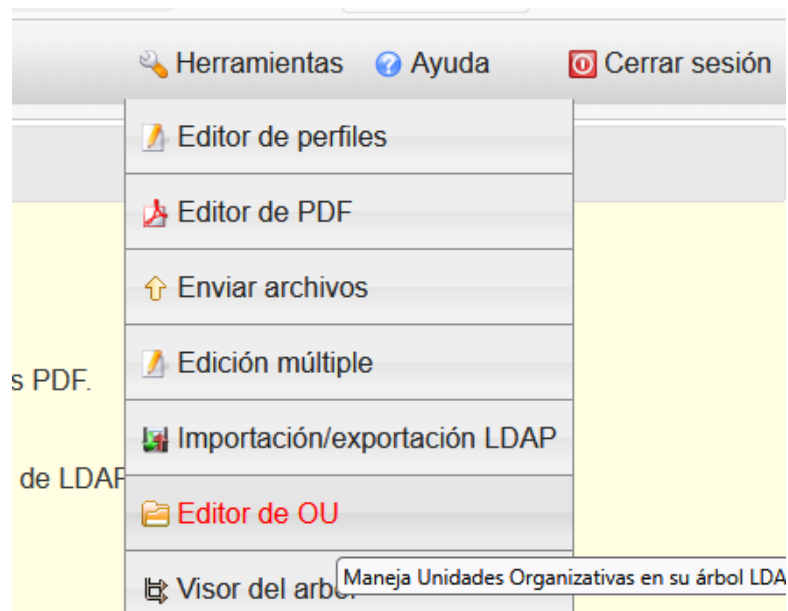 Herramientas Ayuda Cerrar sesión
Editor de perfiles
Editor de PDF
Enviar archivos
Edición múltiple
s PDF.
Importación/exportación LDAP
de LDAP
Editor de OU
Maneja Unidades Organizativas en su árbol LDA
Visor del arbol